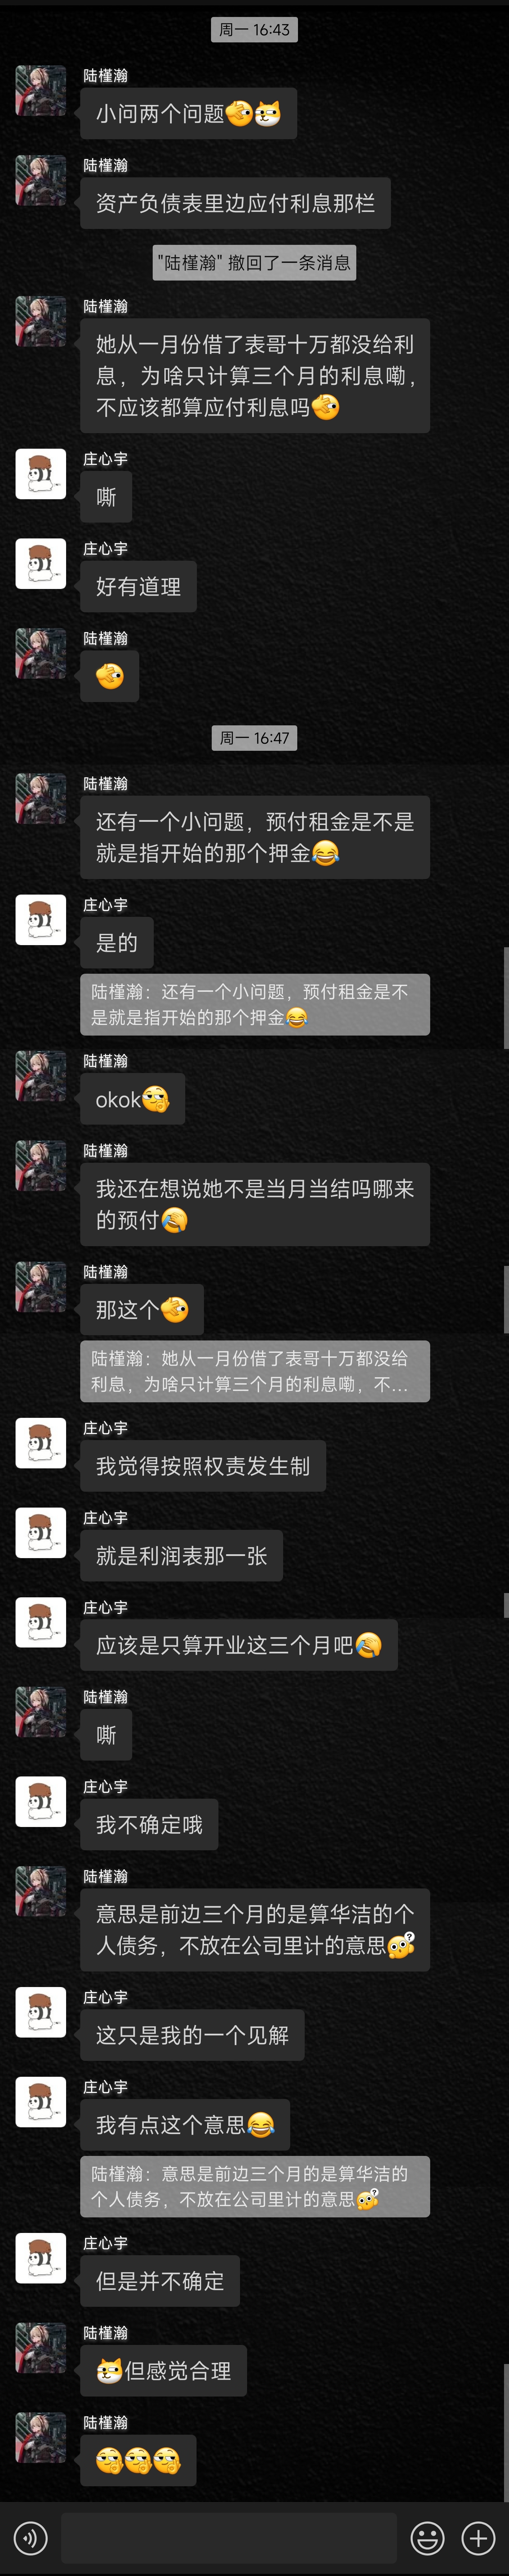 周一 16:43
陆槿瀚
小问两个问题
陆槿瀚
资产负债表里边应付利息那栏
"陆槿瀚" 撤回了一条消息
陆槿瀚
她从一月份借了表哥十万都没给利
息，为啥只计算三个月的利息嘞，
不应该都算应付利息吗
庄心宇
嘶
庄心宇
好有道理
陆槿瀚
周一 16:47
陆槿瀚
还有一个小问题，预付租金是不是
就是指开始的那个押金😂
庄心宇
是的
陆槿瀚：还有一个小问题，预付租金是不
是就是指开始的那个押金😂
陆槿瀚
okok
陆槿瀚
我还在想说她不是当月当结吗哪来
的预付
陆槿瀚
那这个
陆槿瀚：她从一月份借了表哥十万都没给
利息，为啥只计算三个月的利息嘞，不...
庄心宇
我觉得按照权责发生制
庄心宇
就是利润表那一张
庄心宇
应该是只算开业这三个月吧
陆槿瀚
嘶
庄心宇
我不确定哦
陆槿瀚
意思是前边三个月的是算华洁的个
人债务，不放在公司里计的意思
庄心宇
这只是我的一个见解
庄心宇
我有点这个意思😂
陆槿瀚：意思是前边三个月的是算华洁的
个人债务，不放在公司里计的意思
庄心宇
但是并不确定
陆槿瀚
但感觉合理
陆槿瀚